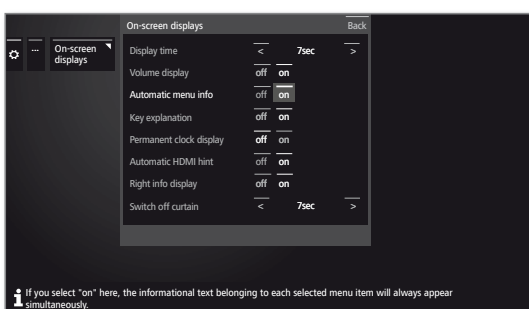 On-screen displays Back
... On-screen
displays
Display time < 7sec >
Volume display off on
Automatic menu info off on
Key explanation off on
Permanent clock display off on
Automatic HDMI hint off on
Right info display off on
Switch off curtain < 7sec >
If you select "on" here, the informational text belonging to each selected menu item will always appear
simultaneously.